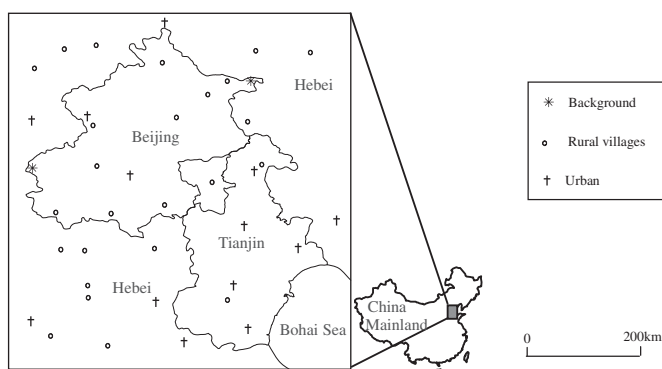 Hebei
Beijing
Tianjin
Hebei
Bohai Sea
China
Mainland
Background
Rural villages
Urban
0
200km